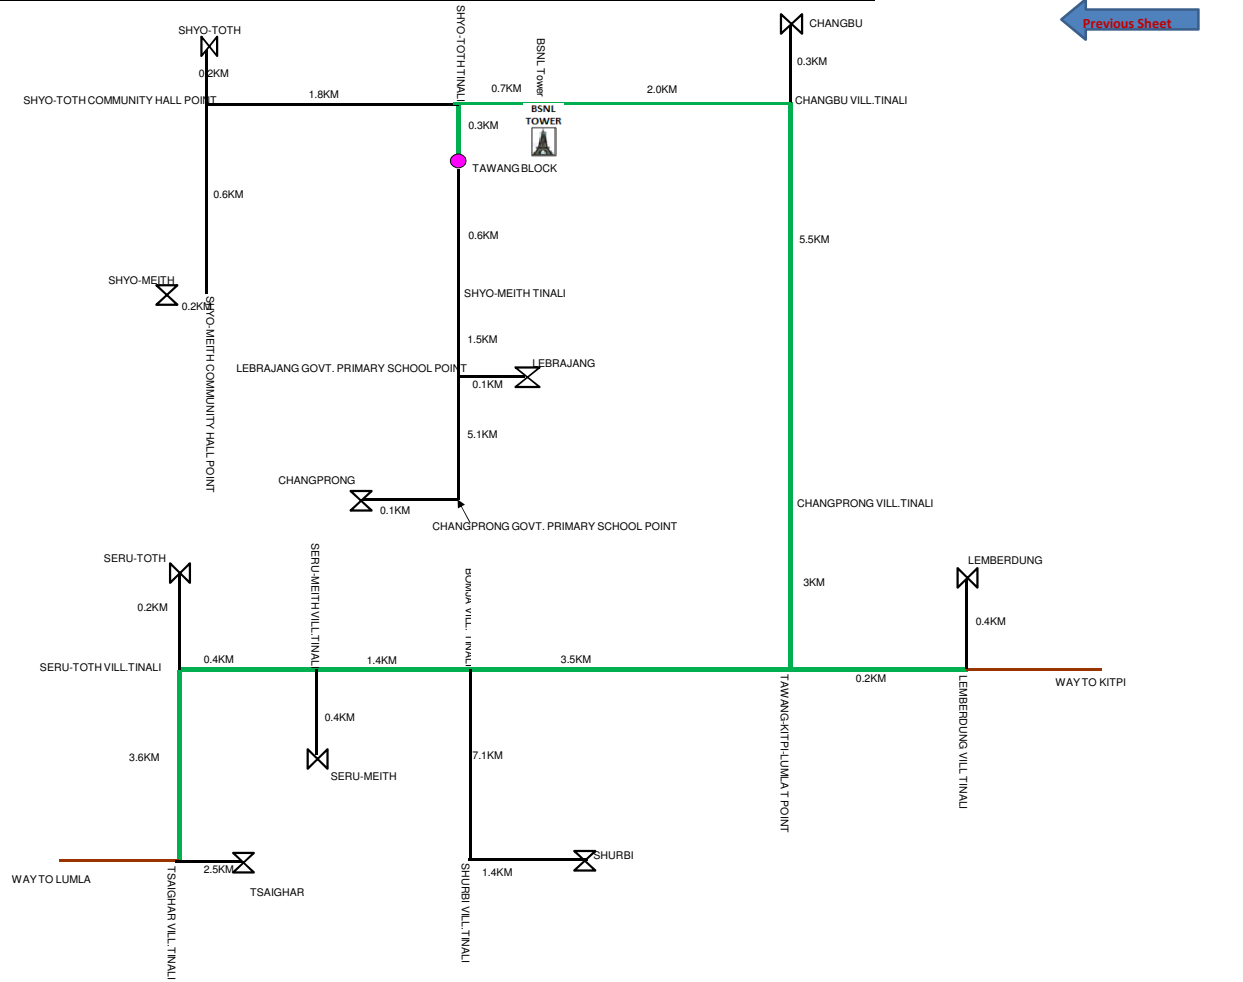 Previous Sheet
SHYO-TOTH
SHYO-TOTH TINALI
BSNL Tower
CHANGBU
0.2KM
0.3KM
SHYO-TOTH COMMUNITY HALL POINT
1.8KM
0.7KM
2.0KM
CHANGBU VILL.TINALI
BSNL
TOWER
0.3KM
TAWANG BLOCK
0.6KM
0.6KM
5.5KM
SHYO-MEITH
0.2KM
SHYO-MEITH COMMUNITY HALL POINT
SHYO-MEITH TINALI
1.5KM
LEBRAJANG GOVT. PRIMARY SCHOOL POINT
LEBRAJANG
0.1KM
5.1KM
CHANGPRONG
0.1KM
CHANGPRONG GOVT. PRIMARY SCHOOL POINT
CHANGPRONG VILL.TINALI
SERU-TOTH
SERU-MEITH VILL.TINALI
VILL. TINALI
LEMBERDUNG
0.2KM
3KM
0.4KM
SERU-TOTH VILL.TINALI
0.4KM
1.4KM
3.5KM
0.2KM
WAY TO KITPI
TAWANG-KITPI-LUMLA T POINT
LEMBERDUNG VILL TINALI
0.4KM
SERU-MEITH
3.6KM
7.1KM
WAY TO LUMLA
2.5KM
TSAIGHAR
TSAIGHAR VILL.TINALI
SHURBI
1.4KM
SHURBI VILL.TINALI